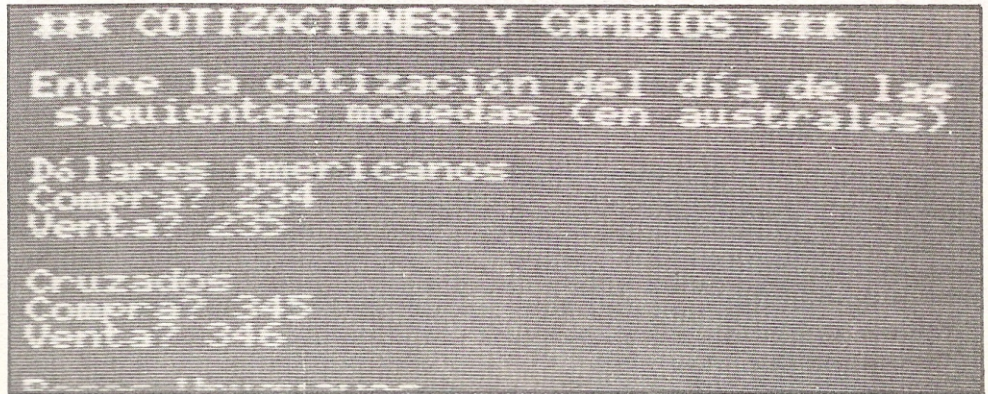 *** COTIZACIONES Y CAMBIOS ***
Entre la cotización del día de las
siguientes monedas (en australes)
Dólares Americanos
Compra? 234
Venta? 235
Cruzados
Compra? 345
Venta? 346